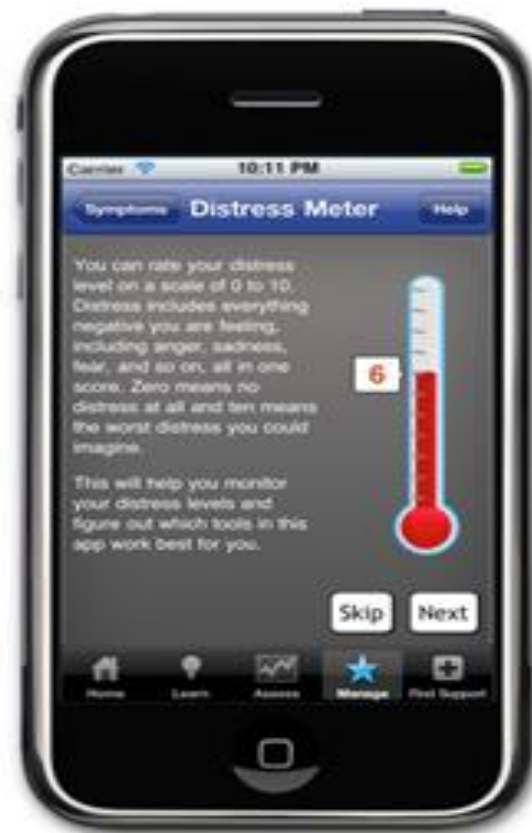 Carrier 10:11 PM
Symptoms Distress Meter Help
You can rate your distress
level on a scale of 0 to 10.
Distress includes everything
negative you are feeling,
including anger, sadness,
fear, and so on, all in one
score. Zero means no
distress at all and ten means
the worst distress you could
imagine.
This will help you monitor
your distress levels and
figure out which tools in this
app work best for you.
6
Skip Next
Home Learn Assess Manage Find Support